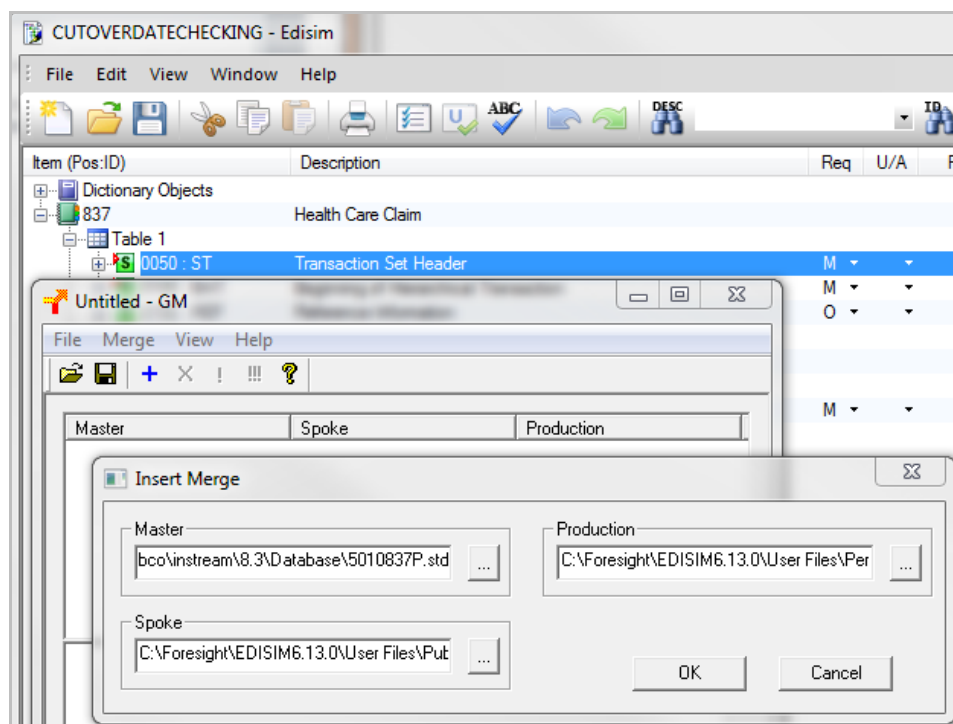 CUTOVERDATECHECKING - Edisim
File Edit View Window Help
ABC DESC ID
Item (Pos:ID) Description Req U/A
Dictionary Objects
837 Health Care Claim
Table 1
0050 : ST Transaction Set Header M
M
O
M
Untitled - GM
File Merge View Help
Master Spoke Production
Insert Merge
Master Production
bco\instream\8.3\Database\5010837P.std ... C:\Foresight\EDISIM6.13.0\User Files\Per ...
Spoke
C:\Foresight\EDISIM6.13.0\User Files\Put ...
OK Cancel